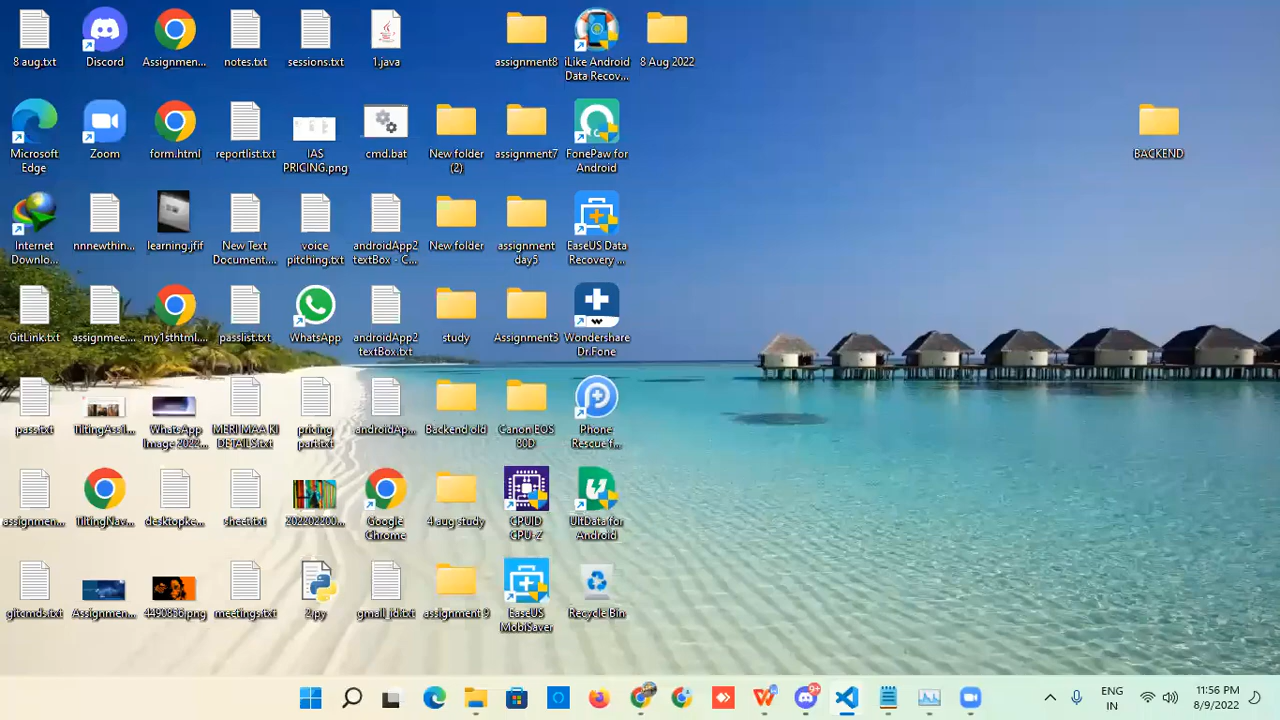 8 aug.txt
Discord
Assignmen...
notes.txt
sessions.txt
1.java
assignment8
iLike Android
Data Recov...
8 Aug 2022
Microsoft
Edge
Zoom
form.html
reportlist.txt
IAS
PRICING.png
cmd.bat
New folder
(2)
assignment7
FonePaw for
Android
BACKEND
Internet
Downlo...
nnnewthin...
learning.jfif
New Text
Document....
voice
pitching.txt
androidApp2
textBox - C...
New folder
assignment
day5
EaseUS Data
Recovery ...
GitLink.txt
assignmee....
my1sthtml....
passlist.txt
WhatsApp
androidApp2
textBox.txt
study
Assignment3
Wondershare
Dr.Fone
pass.txt
TiltingAss1...
WhatsApp
Image 2022...
MERI MAA KI
DETAILS.txt
part.txt
androidAp...
Backend old
Canon EOS
80D
Phone
Rescue f...
assignmen...
TiltingNav...
desktopke...
sheet.txt
202202200...
Google
Chrome
4 aug study
CPUID
CPU-Z
UltData for
Android
gitcmds.txt
Assignmen...
4490836.png
meetings.txt
2.py
gmail_id.txt
assignment 9
EaseUS
MobiSaver
Recycle Bin
9+
ENG
IN
8/9/2022